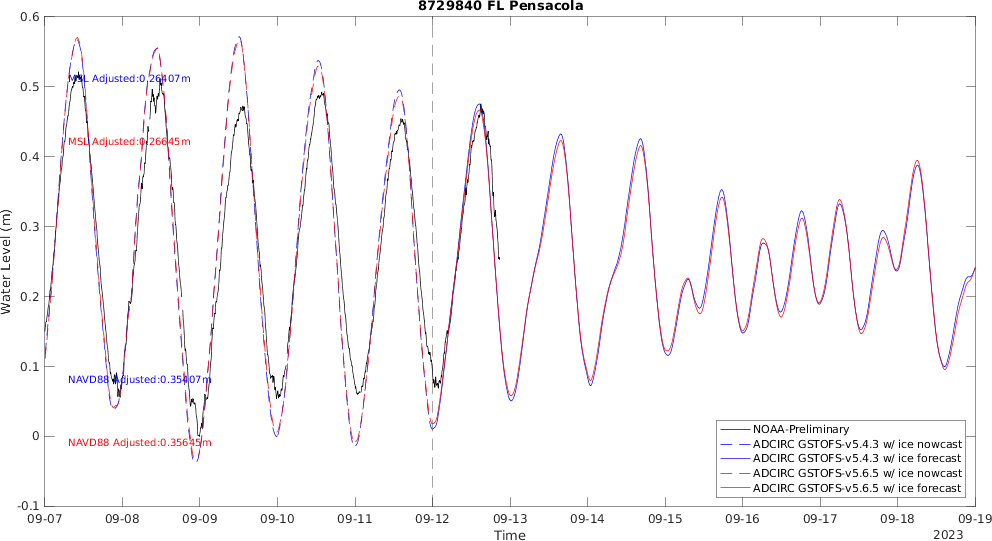 8729840 FL Pensacola
Water Level (m)
0.6
0.5
0.4
0.3
0.2
0.1
0
-0.1
MSL Adjusted:0.26407m
MSL Adjusted:0.26645m
NAVD88 Adjusted:0.35407m
NAVD88 Adjusted:0.35645m
NOAA-Preliminary
ADCIRC GSTOFS-v5.4.3 w/ ice nowcast
ADCIRC GSTOFS-v5.4.3 w/ ice forecast
ADCIRC GSTOFS-v5.6.5 w/ ice nowcast
ADCIRC GSTOFS-v5.6.5 w/ ice forecast
09-07 09-08 09-09 09-10 09-11 09-12 09-13 09-14 09-15 09-16 09-17 09-18 09-19
Time
2023